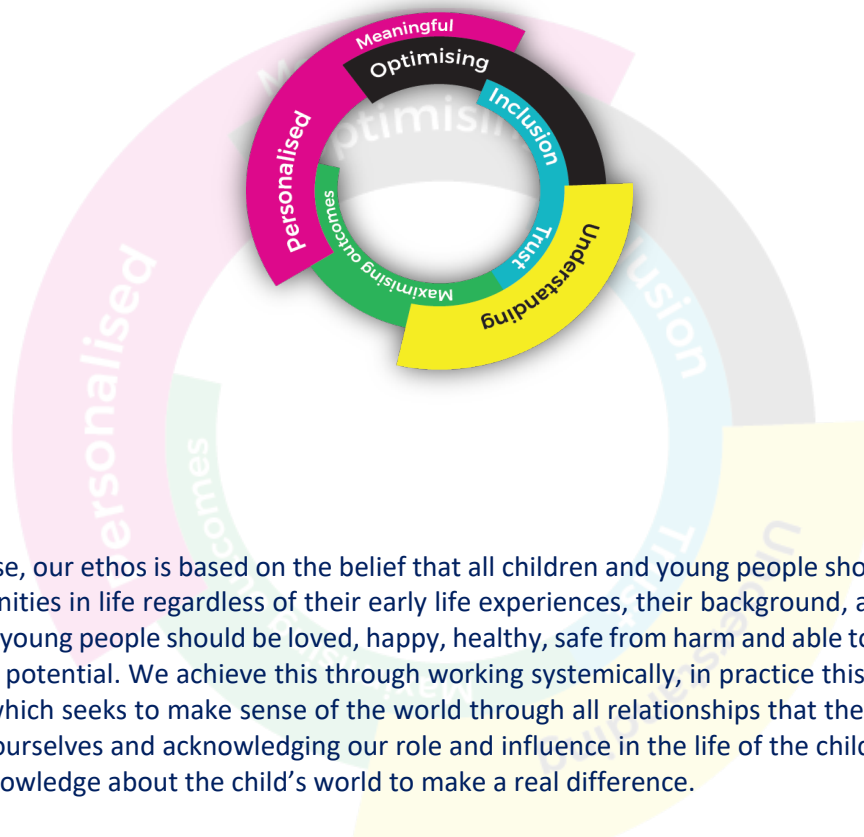 Meaningful
Optimising
Inclusion
Personalised
Trust
Understanding
Maximising outcomes
our ethos is based on the belief that all children and young people
in life regardless of their early life experiences, their background,
young people should be loved, happy, healthy, safe from harm and able to
potential. We achieve this through working systemically, in practice this
which seeks to make sense of the world through all relationships that the
ourselves and acknowledging our role and influence in the life of the child
about the child's world to make a real difference.